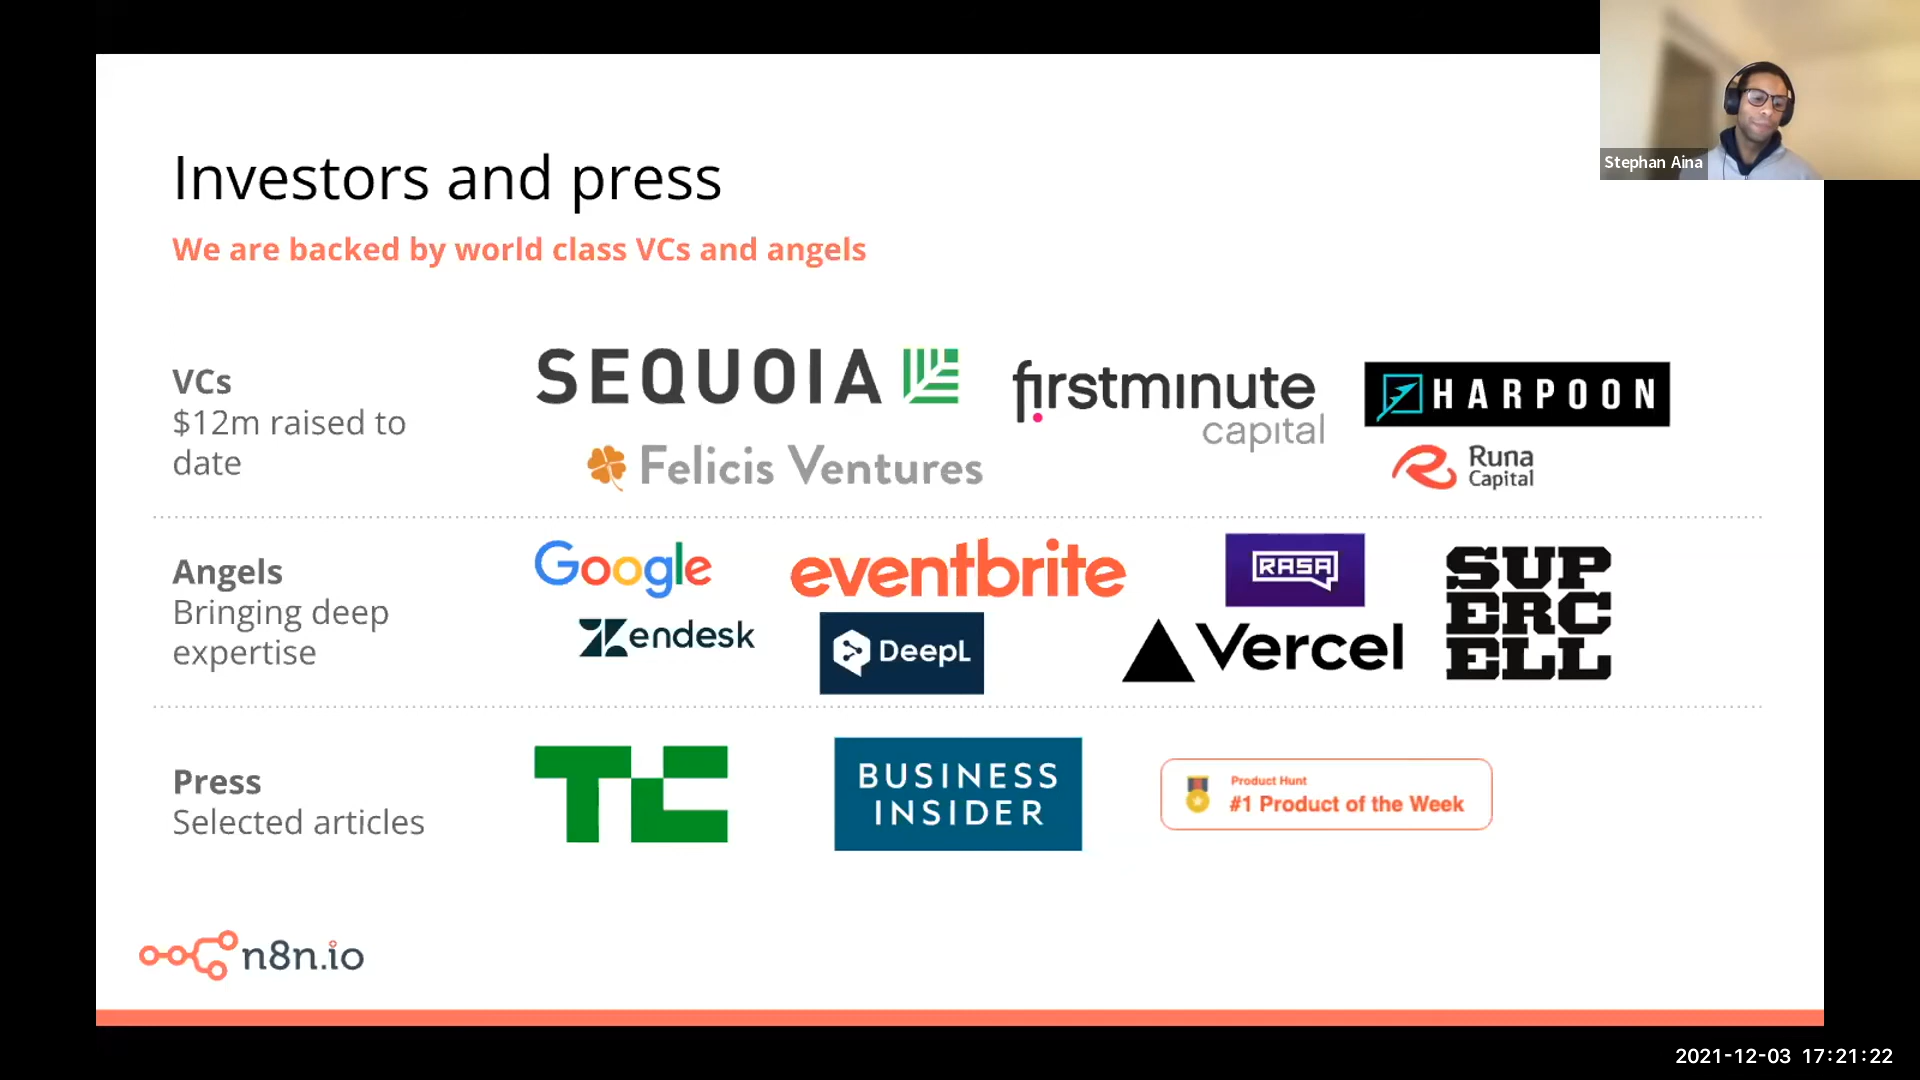 Stephan Aina
Investors and press
We are backed by world class VCs and angels
VCs
$12m raised to
date
SEQUOIA
firstminute
capital
HARPOON
Felicis Ventures
Runa
Capital
Angels
Bringing deep
expertise
Google
eventbrite
RASA
SUP
ERC
ELL
Zendesk
DeepL
Vercel
Press
Selected articles
TC
BUSINESS
INSIDER
Product Hunt
#1 Product of the Week
n8n.io
2021-12-03 17:21:22